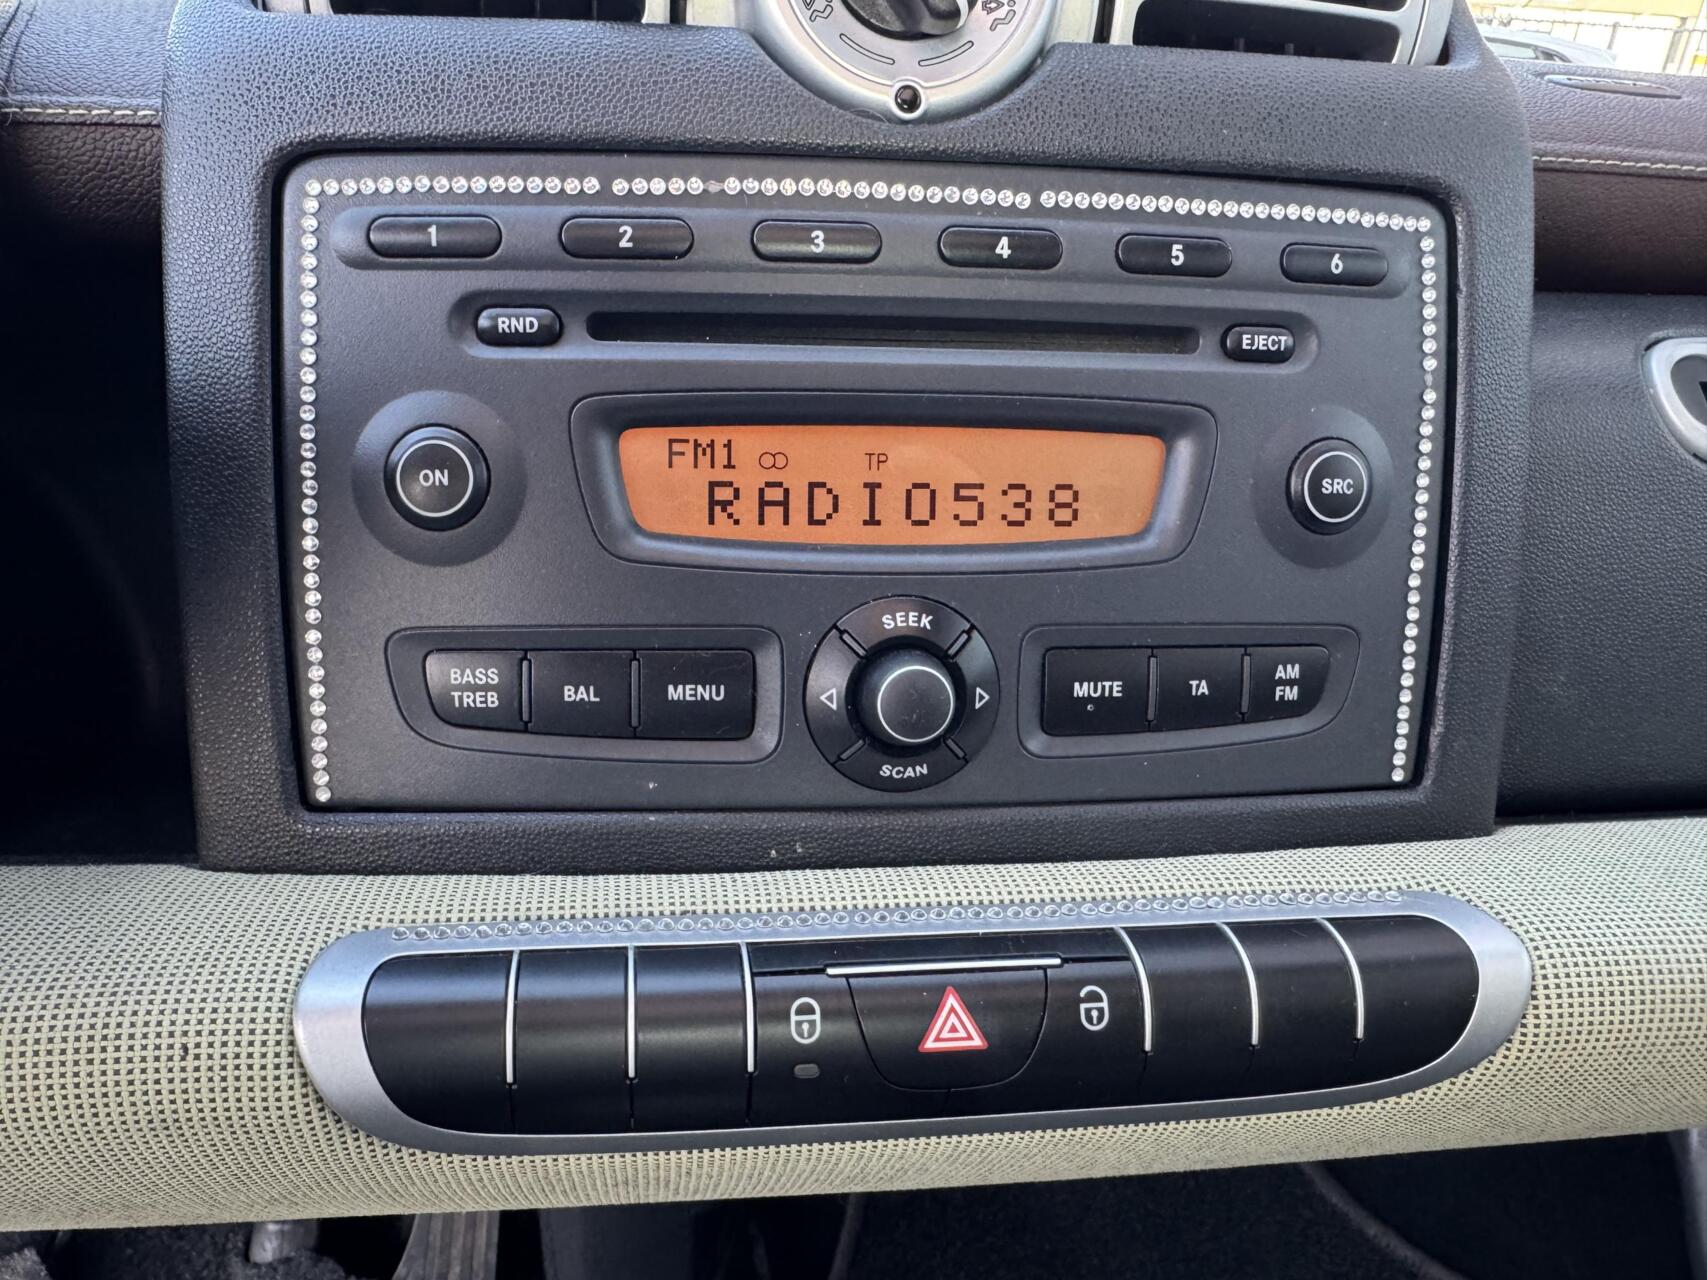 1 2 3 4 5 6
RND EJECT
ON
FM1 TP
RADIO538
SRC
SEEK
BASS
TREB
BAL
MENU
MUTE
TA
AM
FM
SCAN